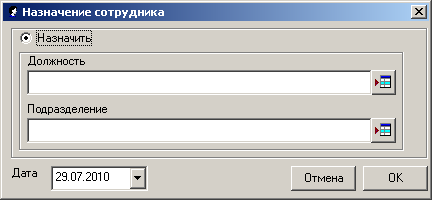 Назначение сотрудника
Назначить
Должность
Подразделение
Дата 29.07.2010 Отмена OK